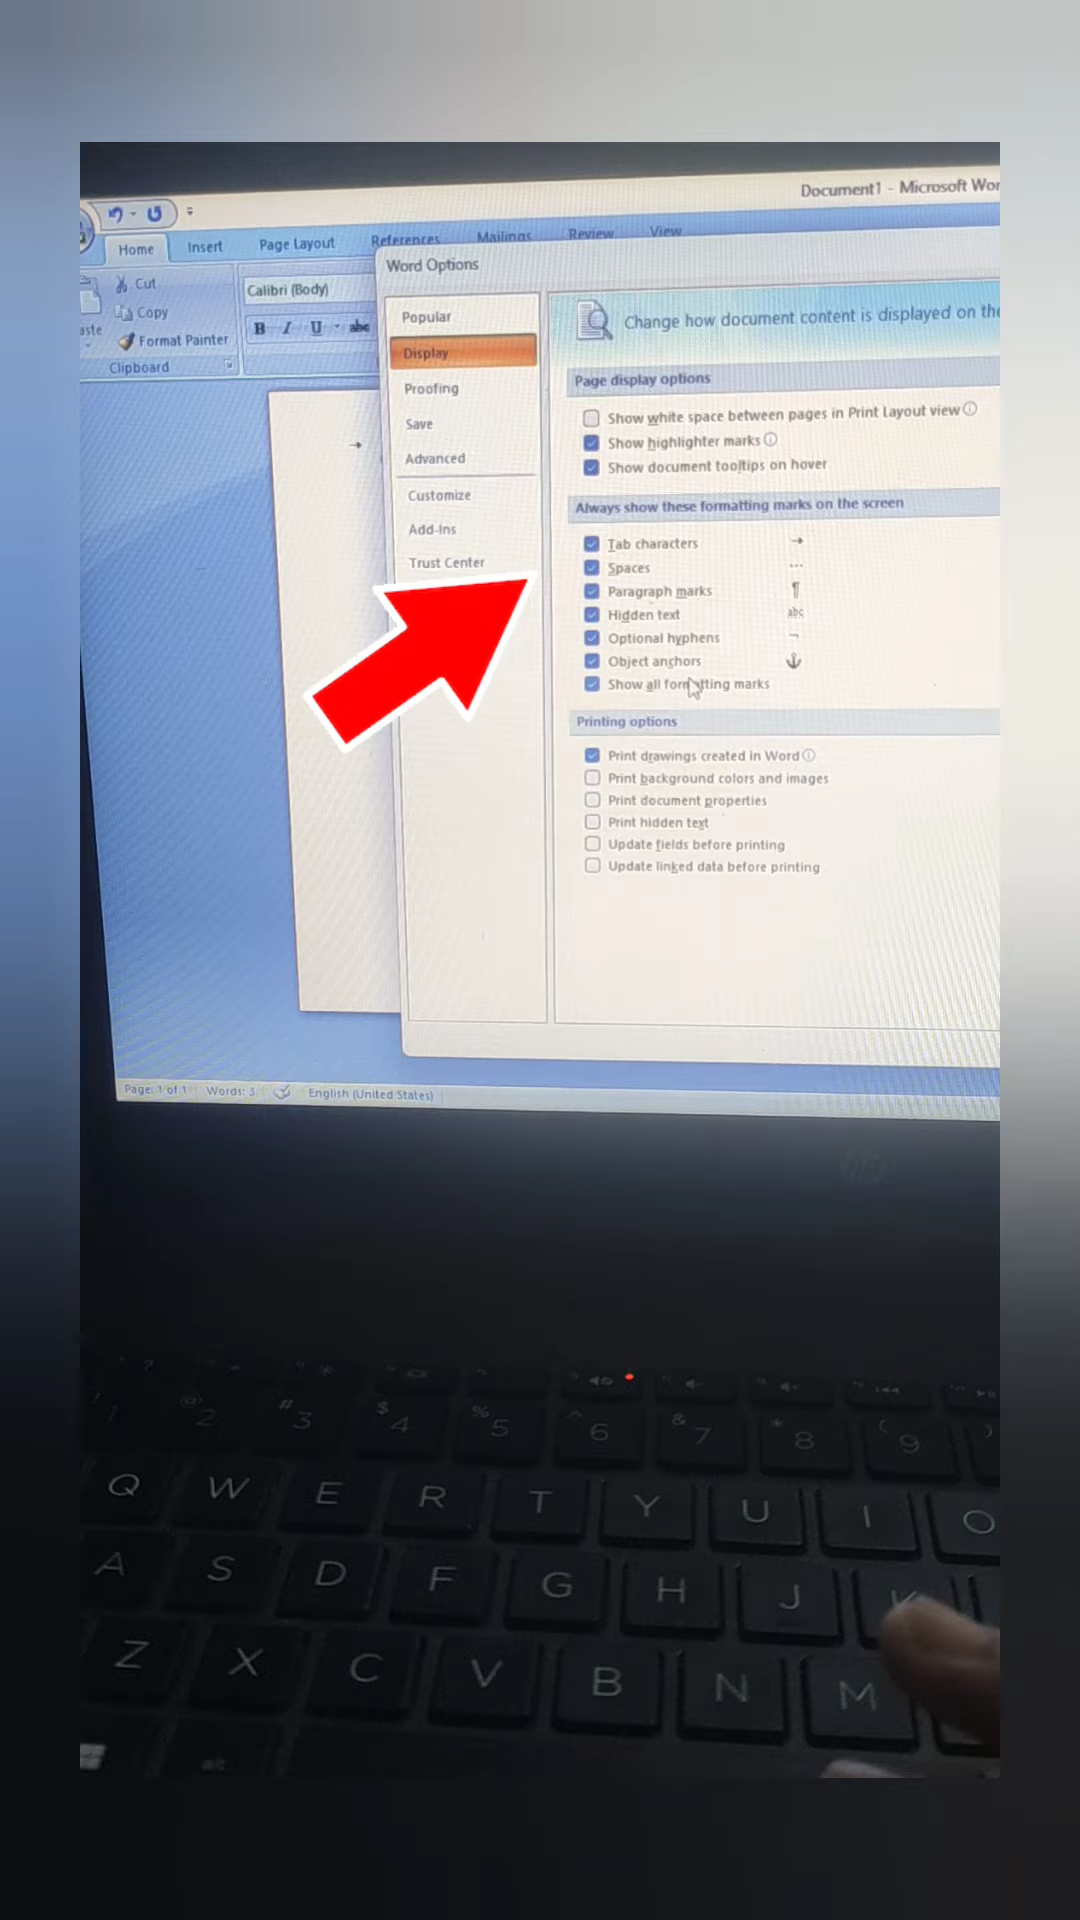 Document1 - Microsoft Wor
Home Insert Page Layout References Mailings Review View
Cut
Copy
aste
Format Painter
Clipboard
Calibri (Body)
B I U abc
Word Options
Popular
Display
Proofing
Save
Advanced
Customize
Add-Ins
Trust Center
Change how document content is displayed on the
Page display options
Show white space between pages in Print Layout view
Show highlighter marks
Show document tooltips on hover
Always show these formatting marks on the screen
Tab characters →
Spaces ...
Paragraph marks ¶
Hidden text abc
Optional hyphens ¬
Object anchors
Show all formatting marks
Printing options
Print drawings created in Word
Print background colors and images
Print document properties
Print hidden text
Update fields before printing
Update linked data before printing
Page: 1 of 1 Words: 3 English (United States)
hp
! 1 @ 2 # 3 $ 4 % 5 ^ 6 & 7 * 8 ( 9 )
Q W E R T Y U I O
A S D F G H J K
Z X C V B N M